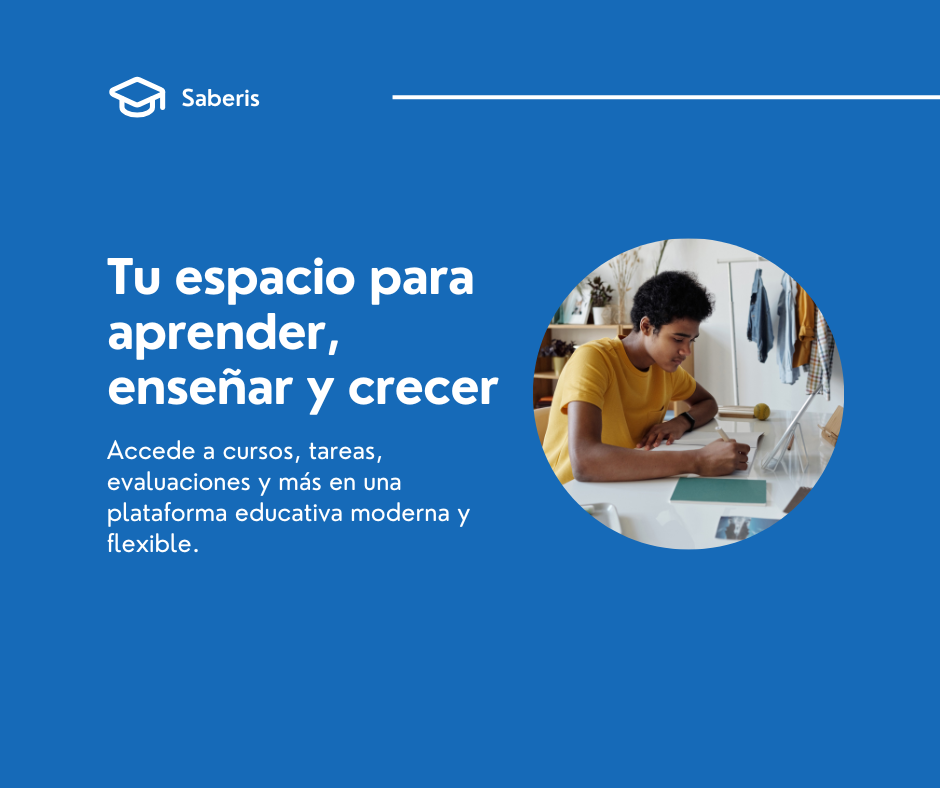 Saberis
Tu espacio para
aprender,
enseñar y crecer
Accede a cursos, tareas,
evaluaciones y más en una
plataforma educativa moderna y
flexible.